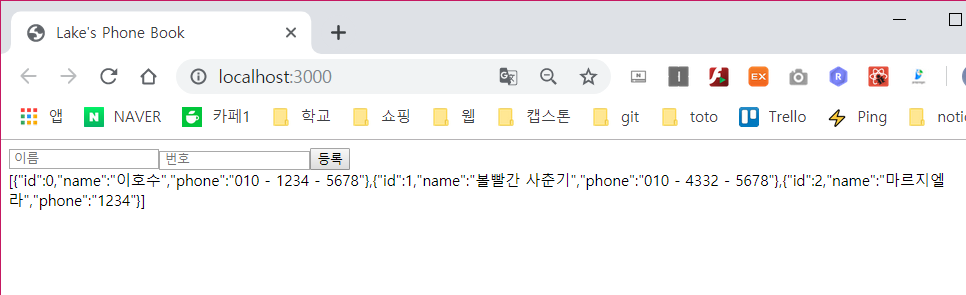 Lake's Phone Book
localhost:3000
앱 NAVER 카페1 학교 쇼핑 웹 캡스톤 git toto Trello Ping notic
이름 번호 등록
[{"id":0,"name":"이호수","phone":"010 - 1234 - 5678"},{"id":1,"name":"볼빨간 사춘기","phone":"010 - 4332 - 5678"},{"id":2,"name":"마르지엘
라","phone":"1234"}]